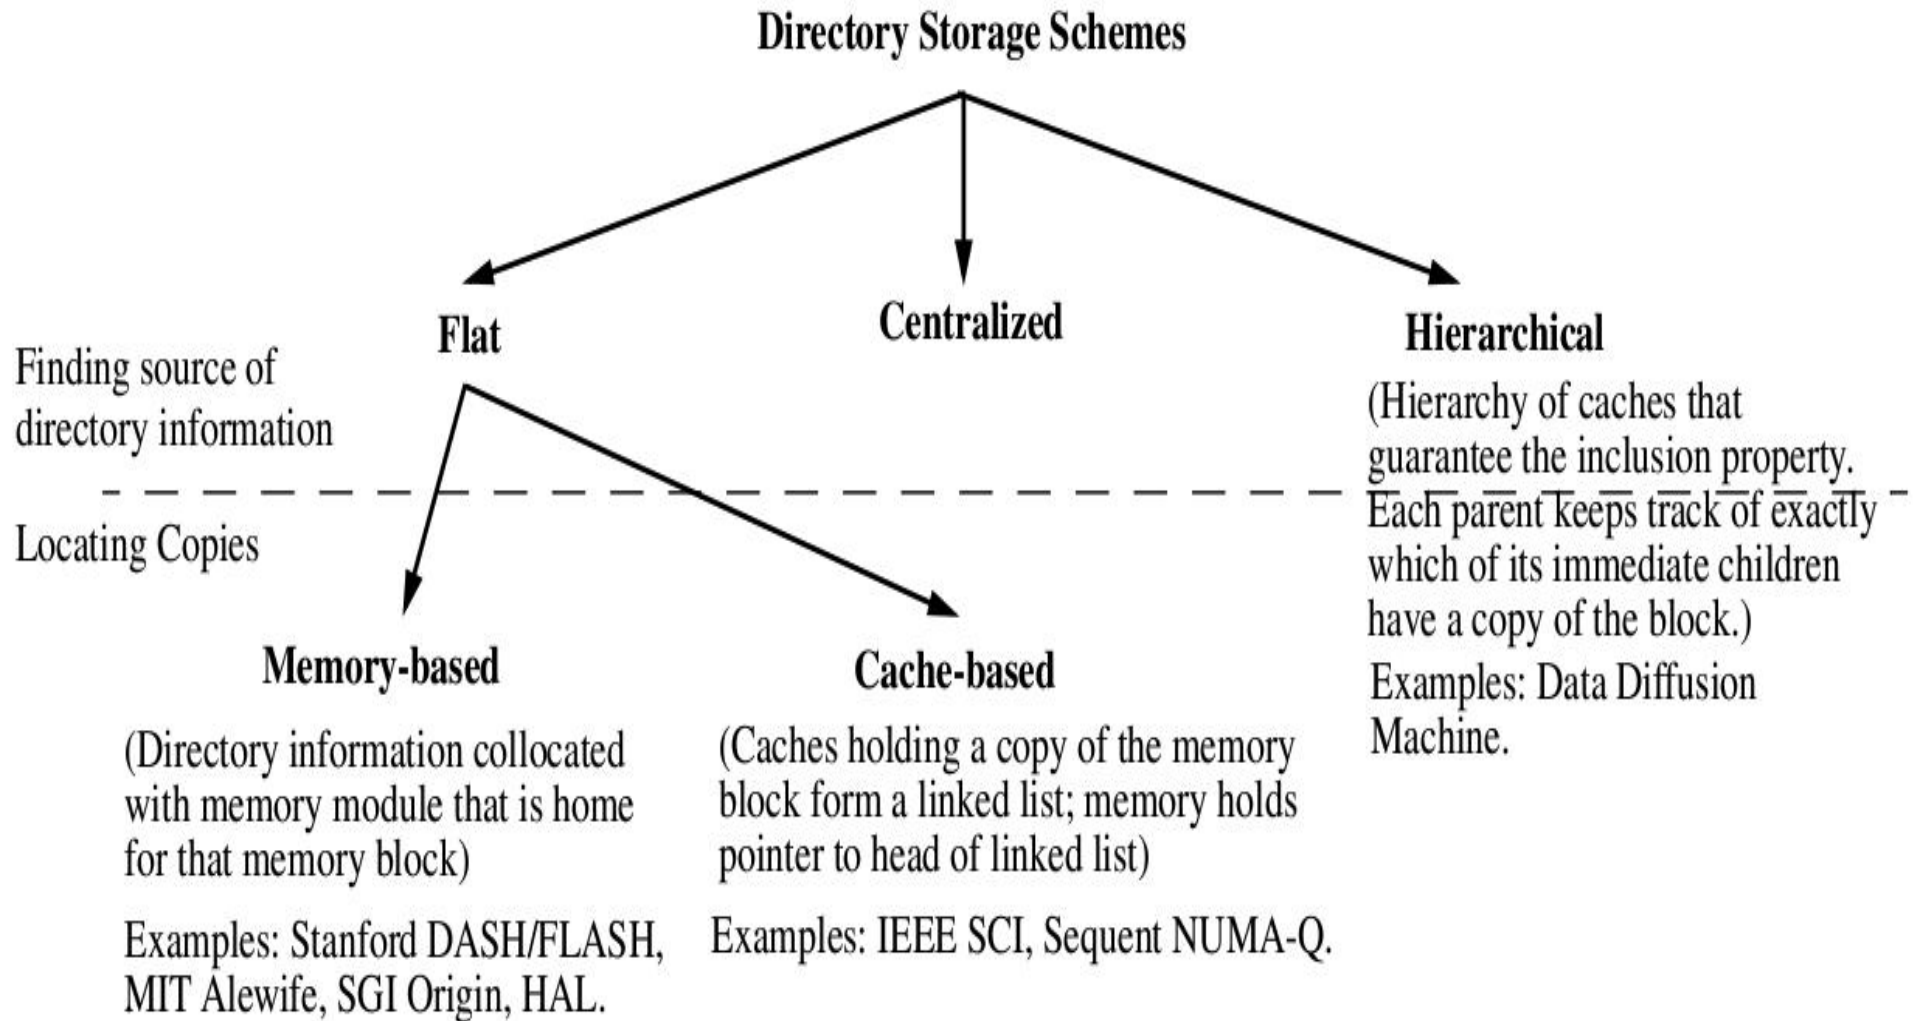 Directory Storage Schemes
Flat
Centralized
Hierarchical
Finding source of
directory information
(Hierarchy of caches that
guarantee the inclusion property.
Each parent keeps track of exactly
which of its immediate children
have a copy of the block.)
Examples: Data Diffusion
Machine.
Locating Copies
Memory-based
(Directory information collocated
with memory module that is home
for that memory block)
Examples: Stanford DASH/FLASH,
MIT Alewife, SGI Origin, HAL.
Cache-based
(Caches holding a copy of the memory
block form a linked list; memory holds
pointer to head of linked list)
Examples: IEEE SCI, Sequent NUMA-Q.